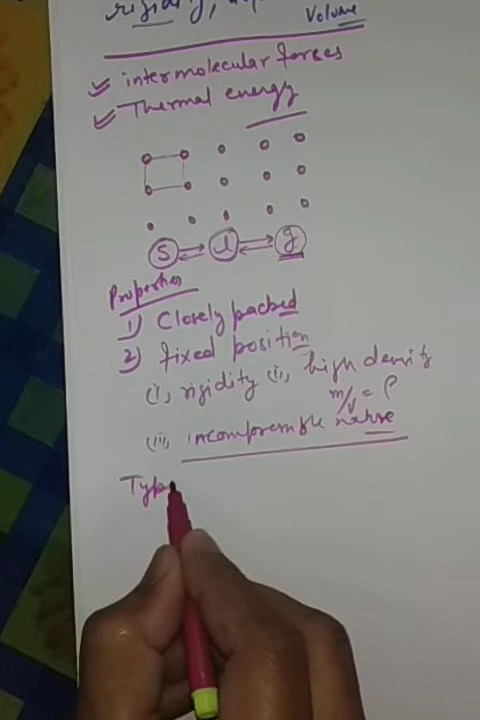 rigidity,
Volume
intermolecular forces
Thermal energy
S ⇌ l ⇌ g
Properties
1) Closely packed
2) fixed position
(i), rigidity (i), high density
m/v = ρ
(ii, incompressible nature
Typ